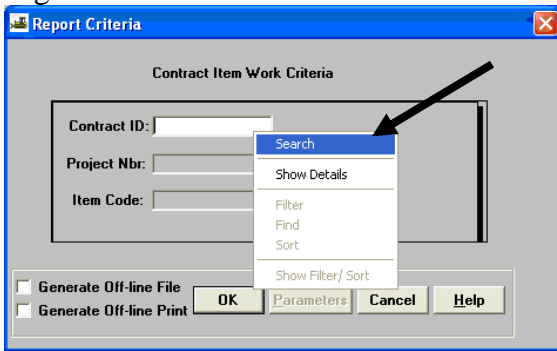 Report Criteria
Contract Item Work Criteria
Contract ID:
Search
Project Nbr:
Show Details
Item Code:
Filter
Find
Sort
Show Filter/ Sort
Generate Off-line File
Generate Off-line Print
OK
Parameters
Cancel
Help